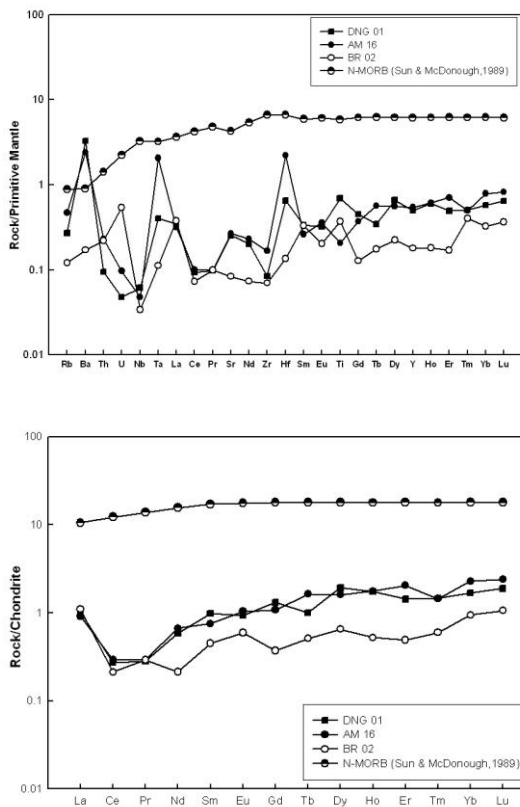 100
10
1
0.1
0.01
Rock/Primitive Mantle
DNG 01
AM 16
BR 02
N-MORB (Sun & McDonough,1989)
Rb Ba Th U Nb Ta La Ce Pr Sr Nd Zr Hf Sm Eu Ti Gd Tb Dy Y Ho Er Tm Yb Lu
100
10
1
0.1
0.01
Rock/Chondrite
DNG 01
AM 16
BR 02
N-MORB (Sun & McDonough,1989)
La Ce Pr Nd Sm Eu Gd Tb Dy Ho Er Tm Yb Lu